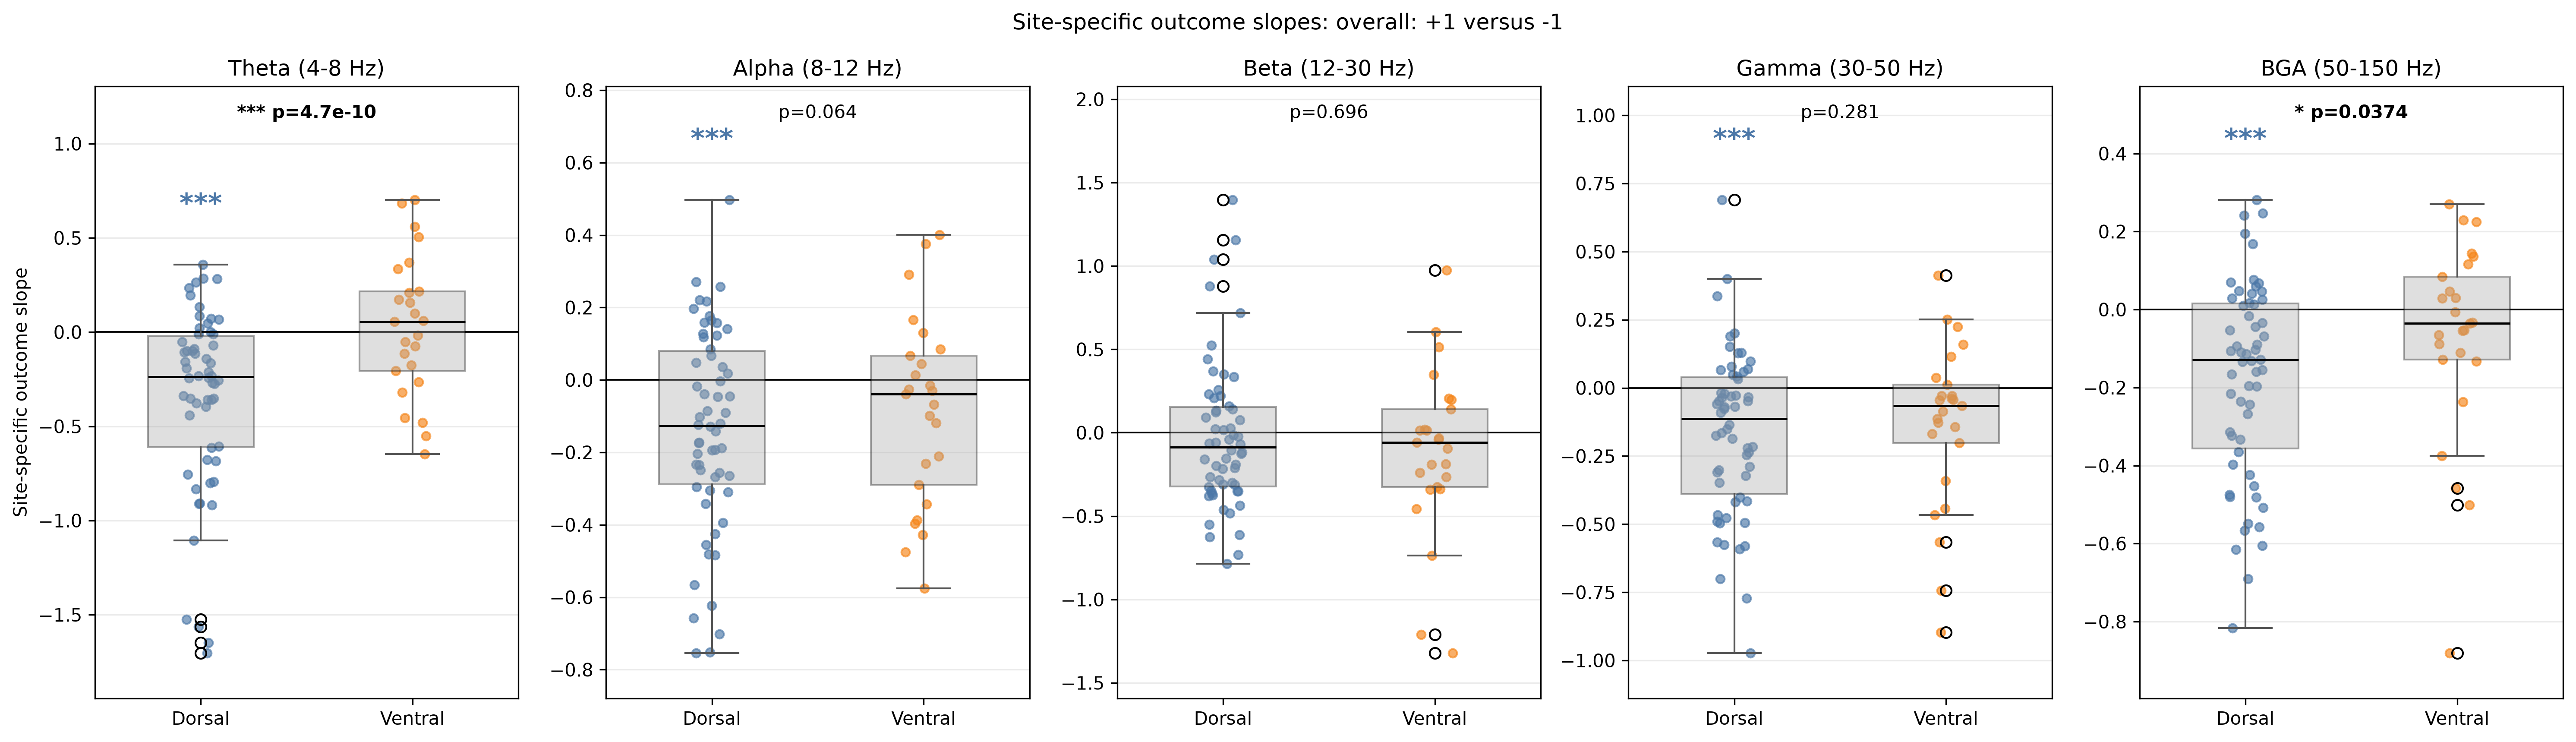 Site-specific outcome slopes: overall: +1 versus -1
Site-specific outcome slope
Theta (4-8 Hz)
*** p=4.7e-10
***
1.0
0.5
0.0
−0.5
−1.0
−1.5
Dorsal
Ventral
Alpha (8-12 Hz)
p=0.064
***
0.8
0.6
0.4
0.2
0.0
−0.2
−0.4
−0.6
−0.8
Dorsal
Ventral
Beta (12-30 Hz)
p=0.696
2.0
1.5
1.0
0.5
0.0
−0.5
−1.0
−1.5
Dorsal
Ventral
Gamma (30-50 Hz)
p=0.281
***
1.00
0.75
0.50
0.25
0.00
−0.25
−0.50
−0.75
−1.00
Dorsal
Ventral
BGA (50-150 Hz)
* p=0.0374
***
0.4
0.2
0.0
−0.2
−0.4
−0.6
−0.8
Dorsal
Ventral